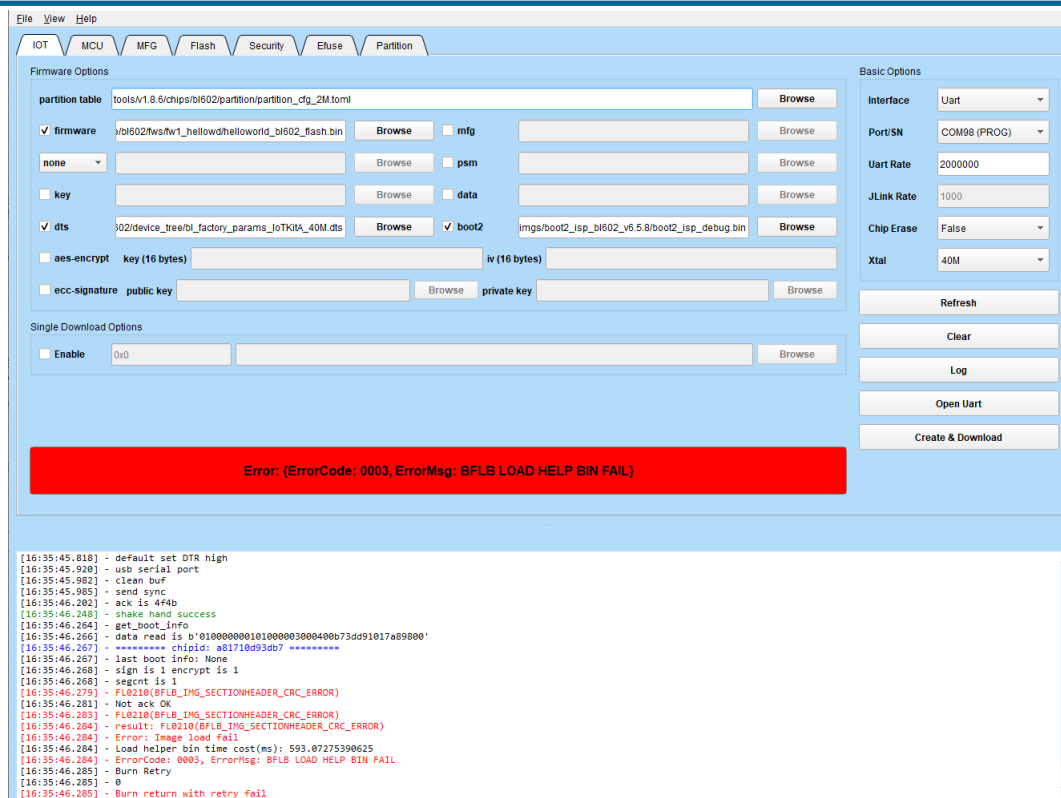 File View Help
IOT MCU MFG Flash Security Efuse Partition
Firmware Options Basic Options
partition table tools/v1.8.6/chips/bl602/partition/partition_cfg_2M.toml Browse Interface Uart
firmware e/bl602/fws/fw1_hellowd/helloworld_bl602_flash.bin Browse mfg Browse Port/SN COM98 (PROG)
none Browse psm Browse Uart Rate 2000000
key Browse data Browse JLink Rate 1000
dts 602/device_tree/bl_factory_params_IoTKitA_40M.dts Browse boot2 imgs/boot2_isp_bl602_v6.5.8/boot2_isp_debug.bin Browse Chip Erase False
aes-encrypt key (16 bytes) iv (16 bytes) Xtal 40M
ecc-signature public key Browse private key Browse
Refresh
Single Download Options
Clear
Enable 0x0 Browse
Log
Open Uart
Create & Download
Error: {ErrorCode: 0003, ErrorMsg: BFLB LOAD HELP BIN FAIL}
[16:35:45.818] - default set DTR high
[16:35:45.920] - usb serial port
[16:35:45.982] - clean buf
[16:35:45.985] - send sync
[16:35:46.202] - ack is 4f4b
[16:35:46.248] - shake hand success
[16:35:46.264] - get_boot_info
[16:35:46.266] - data read is b'010000000101000003000400b73dd91017a89800'
[16:35:46.267] - ========= chipid: a81710d93db7 =========
[16:35:46.267] - last boot info: None
[16:35:46.268] - sign is 1 encrypt is 1
[16:35:46.268] - segcnt is 1
[16:35:46.279] - FL0210(BFLB_IMG_SECTIONHEADER_CRC_ERROR)
[16:35:46.281] - Not ack OK
[16:35:46.283] - FL0210(BFLB_IMG_SECTIONHEADER_CRC_ERROR)
[16:35:46.284] - result: FL0210(BFLB_IMG_SECTIONHEADER_CRC_ERROR)
[16:35:46.284] - Error: Image load fail
[16:35:46.284] - Load helper bin time cost(ms): 593.07275390625
[16:35:46.284] - ErrorCode: 0003, ErrorMsg: BFLB LOAD HELP BIN FAIL
[16:35:46.285] - Burn Retry
[16:35:46.285] - 0
[16:35:46.285] - Burn return with retry fail